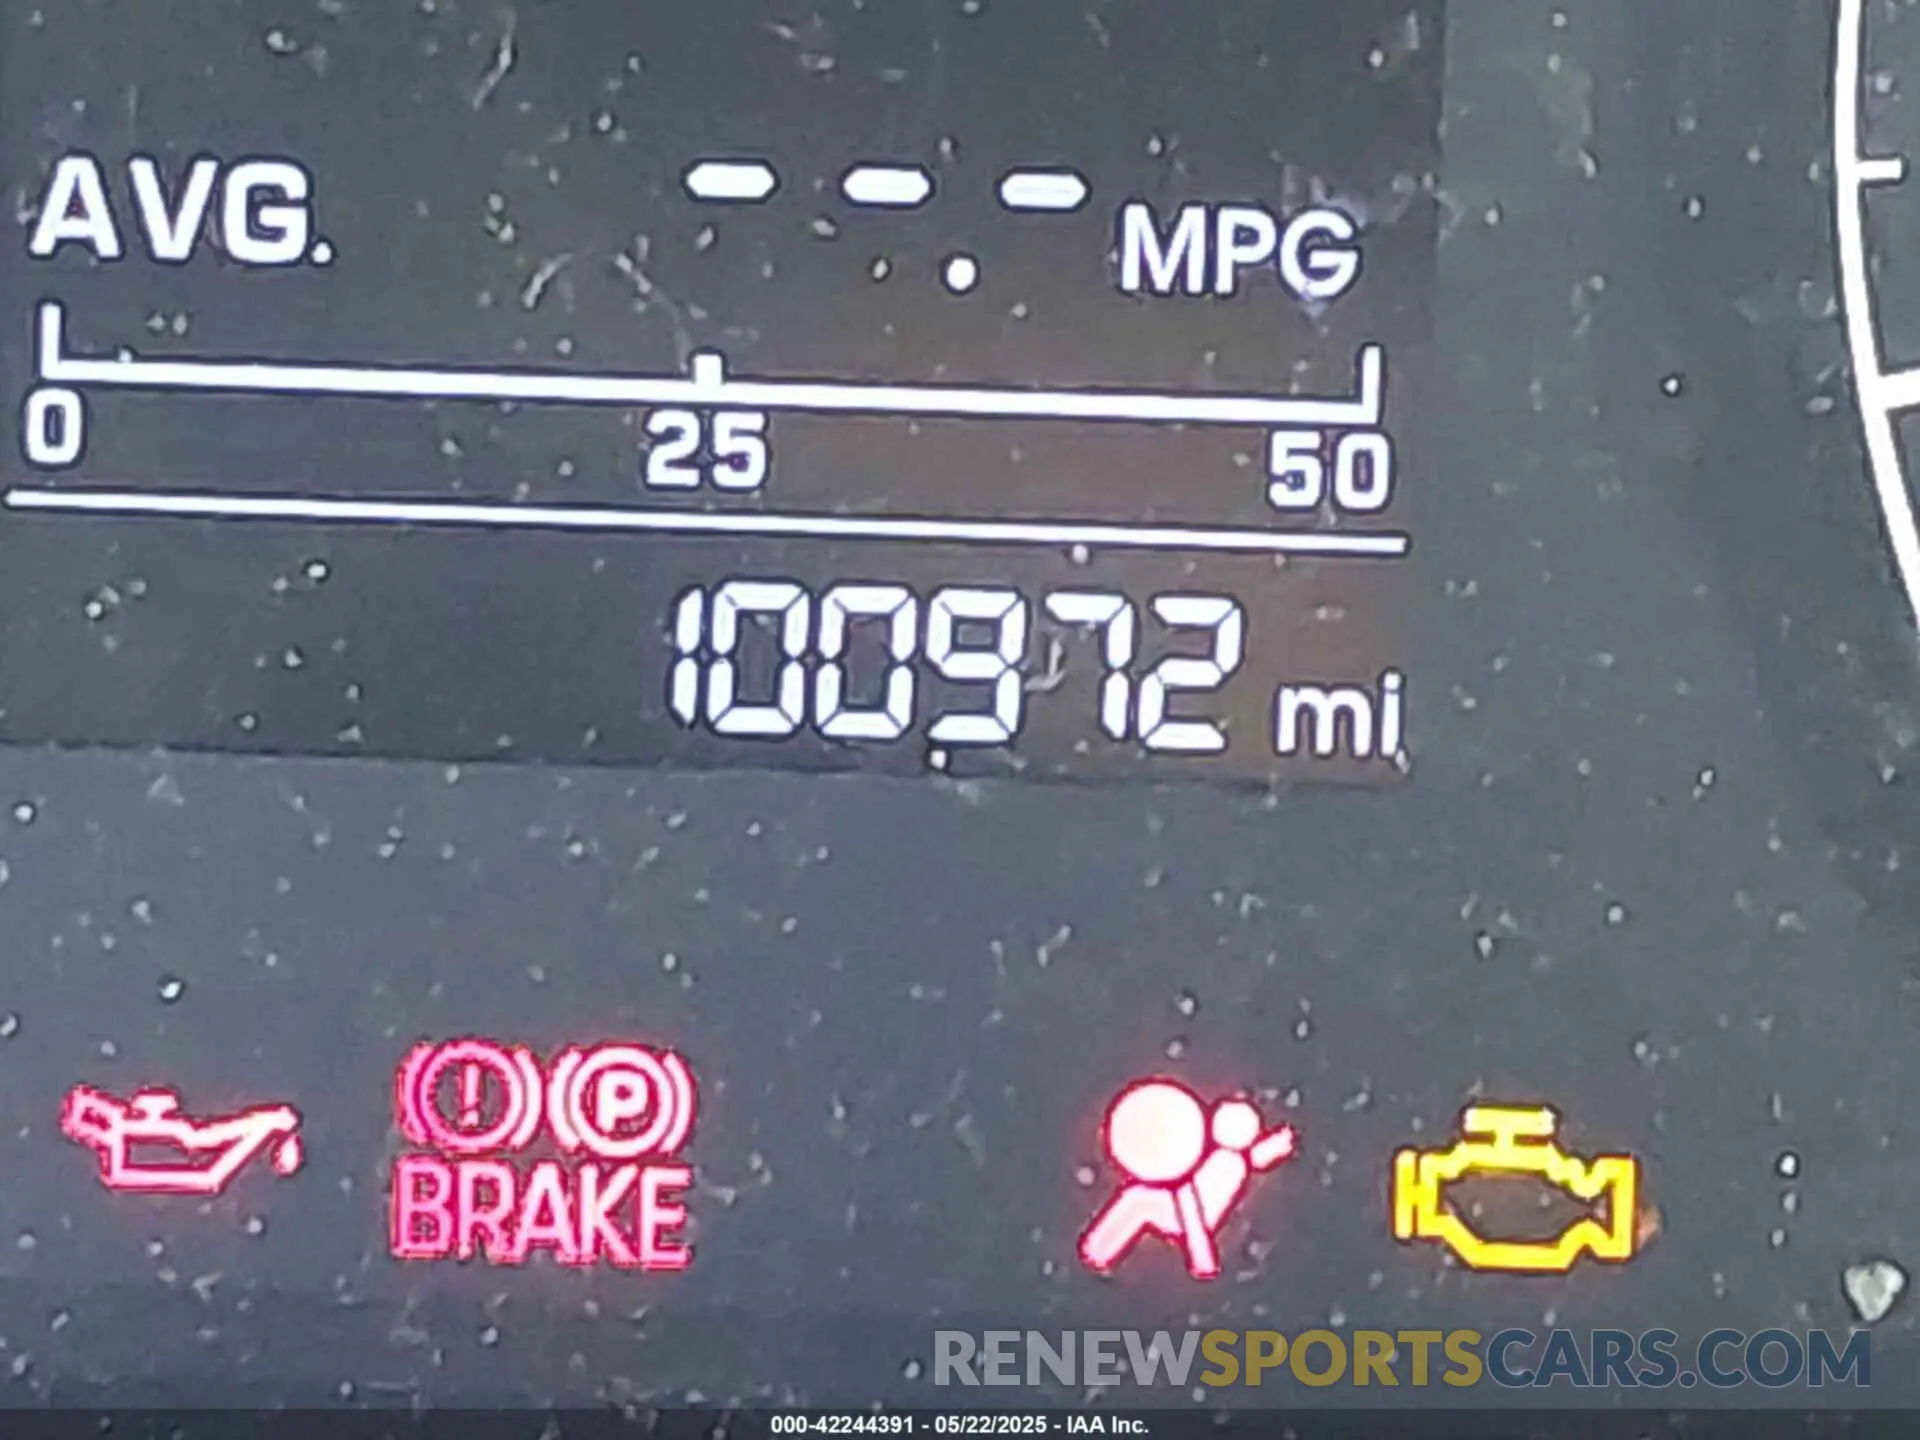 AVG. --- . MPG
0 25 50
100972 mi
! P
BRAKE
RENEWSPORTSCARS.COM
000-42244391 - 05/22/2025 - IAA Inc.